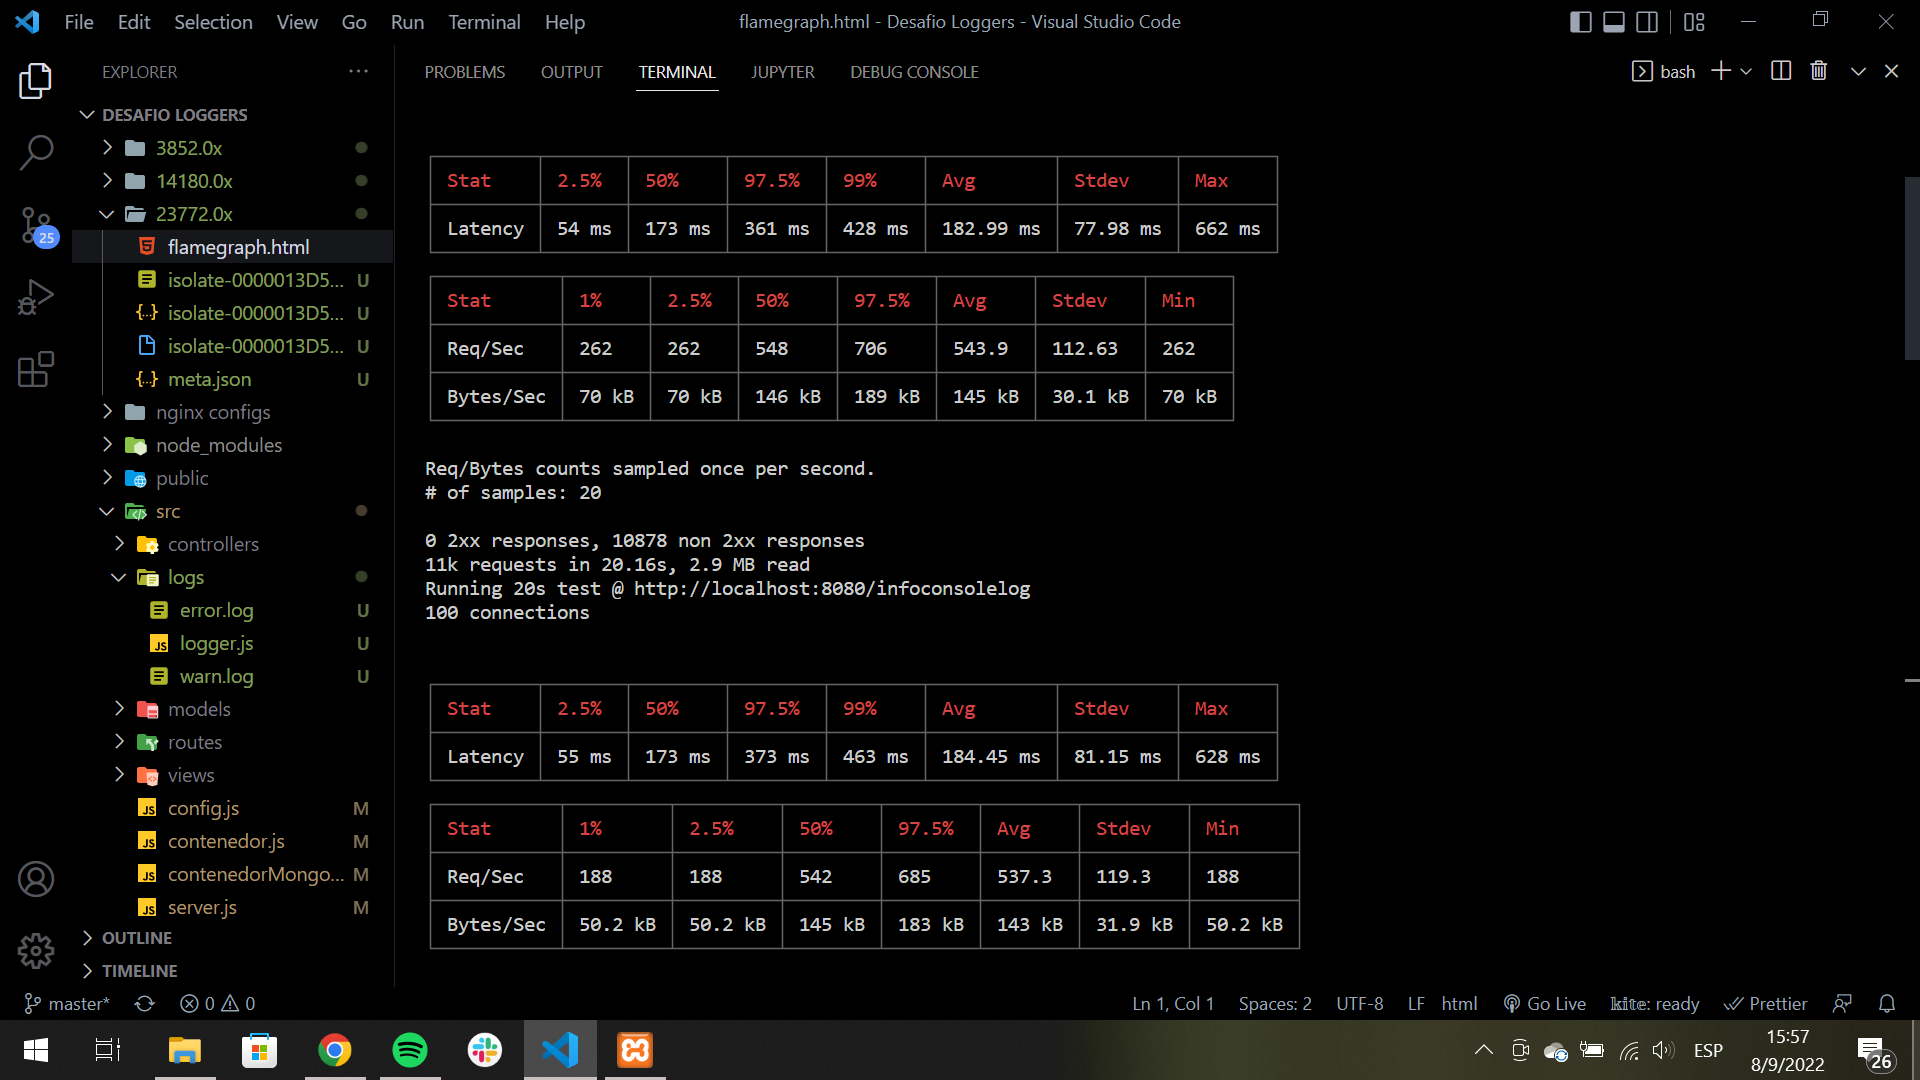 File Edit Selection View Go Run Terminal Help
flamegraph.html - Desafio Loggers - Visual Studio Code
EXPLORER
DESAFIO LOGGERS
3852.0x
14180.0x
23772.0x
flamegraph.html
isolate-0000013D5... U
isolate-0000013D5... U
isolate-0000013D5... U
meta.json U
nginx configs
node_modules
public
src
controllers
logs
error.log U
logger.js U
warn.log U
models
routes
views
config.js M
contenedor.js M
contenedorMongo... M
server.js M
OUTLINE
TIMELINE
25
PROBLEMS OUTPUT TERMINAL JUPYTER DEBUG CONSOLE
bash
Stat 2.5% 50% 97.5% 99% Avg Stdev Max
Latency 54 ms 173 ms 361 ms 428 ms 182.99 ms 77.98 ms 662 ms
Stat 1% 2.5% 50% 97.5% Avg Stdev Min
Req/Sec 262 262 548 706 543.9 112.63 262
Bytes/Sec 70 kB 70 kB 146 kB 189 kB 145 kB 30.1 kB 70 kB
Req/Bytes counts sampled once per second.
# of samples: 20
0 2xx responses, 10878 non 2xx responses
11k requests in 20.16s, 2.9 MB read
Running 20s test @ http://localhost:8080/infoconsolelog
100 connections
Stat 2.5% 50% 97.5% 99% Avg Stdev Max
Latency 55 ms 173 ms 373 ms 463 ms 184.45 ms 81.15 ms 628 ms
Stat 1% 2.5% 50% 97.5% Avg Stdev Min
Req/Sec 188 188 542 685 537.3 119.3 188
Bytes/Sec 50.2 kB 50.2 kB 145 kB 183 kB 143 kB 31.9 kB 50.2 kB
master* 0 0
Ln 1, Col 1 Spaces: 2 UTF-8 LF html Go Live kite: ready Prettier
ESP
15:57
8/9/2022
26